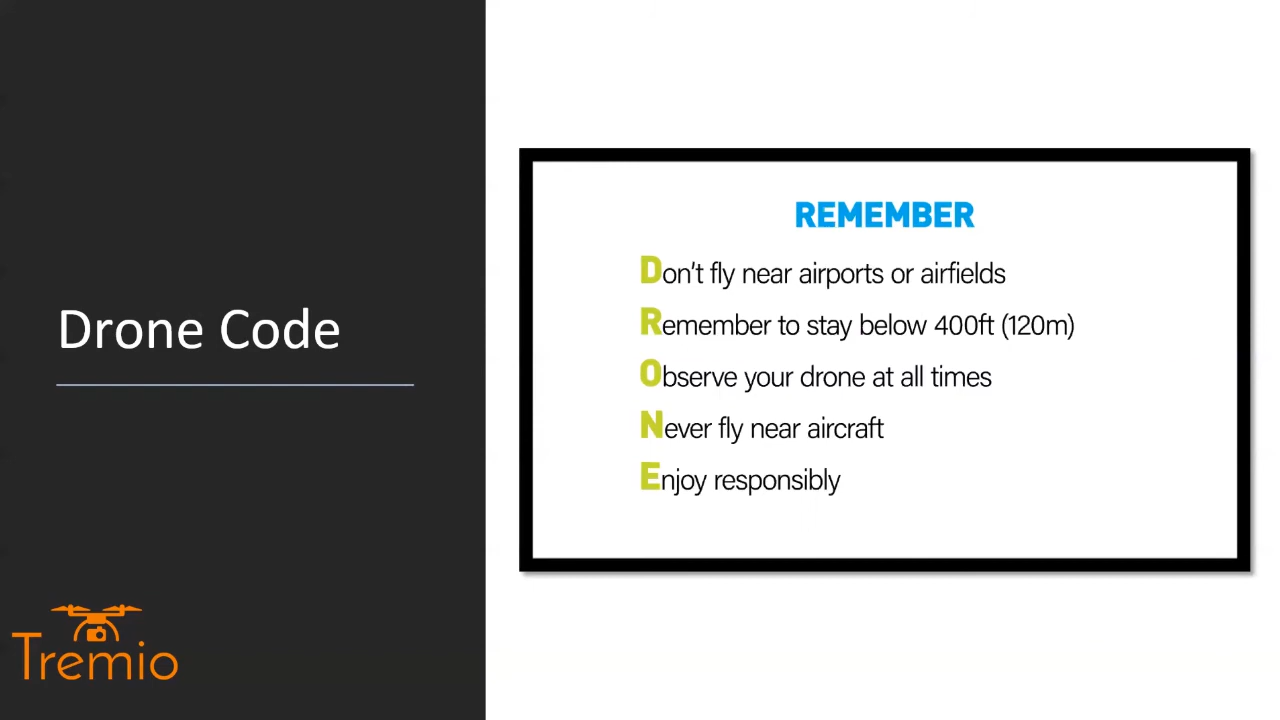 Drone Code
Tremio
REMEMBER
Don't fly near airports or airfields
Remember to stay below 400ft (120m)
Observe your drone at all times
Never fly near aircraft
Enjoy responsibly